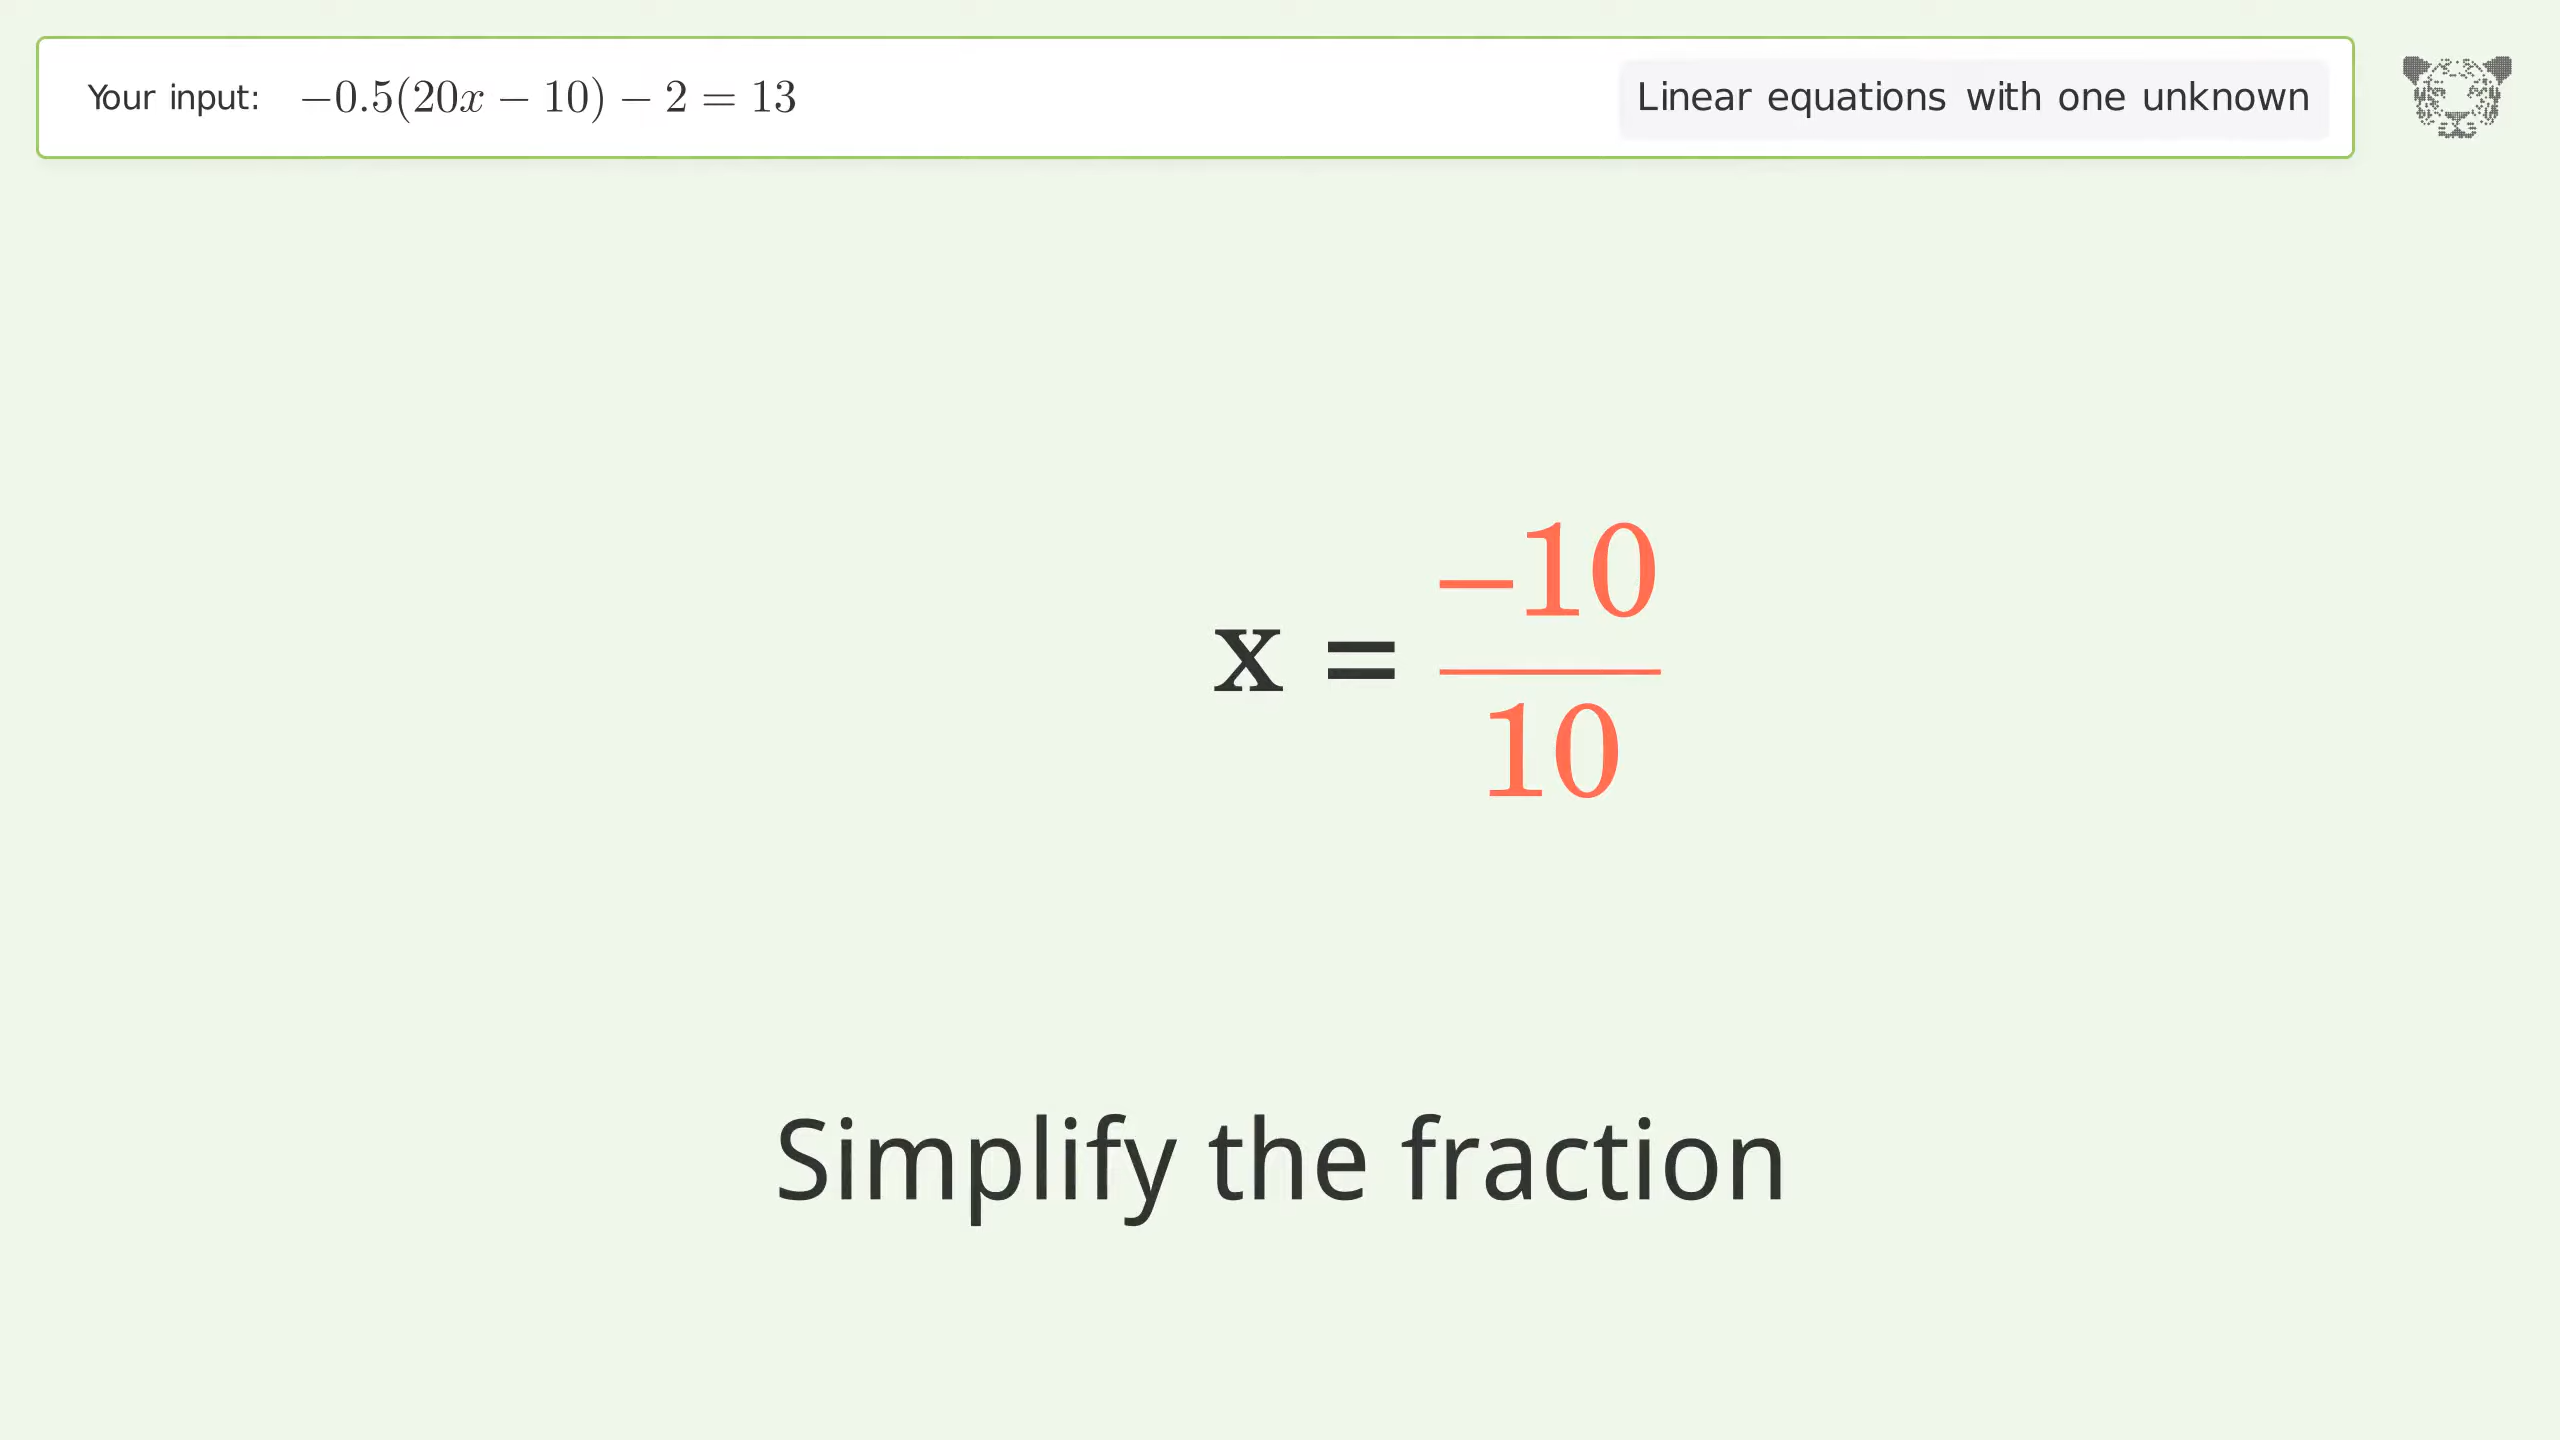 Your input: −0.5(20x − 10) − 2 = 13
Linear equations with one unknown
x = −10/10
Simplify the fraction